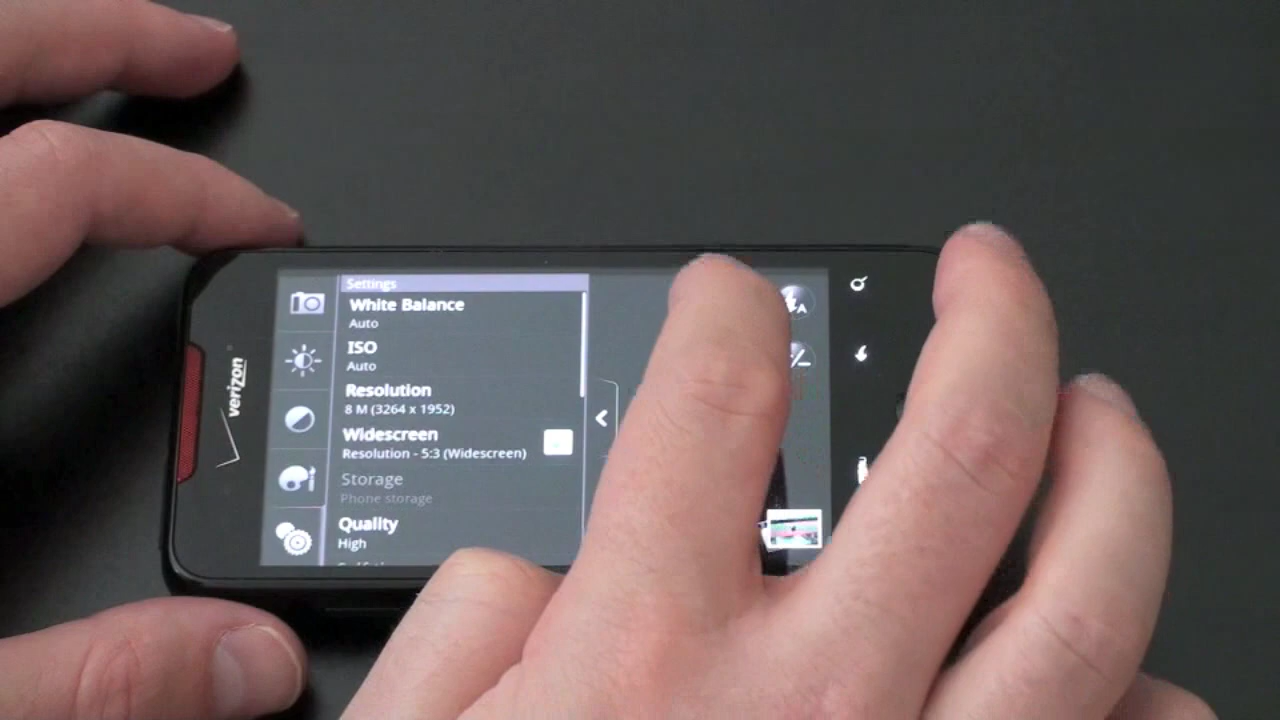 Settings
White Balance
Auto
ISO
Auto
Resolution
8 M (3264 x 1952)
Widescreen
Resolution - 5:3 (Widescreen)
Storage
Phone storage
Quality
High
verizon
A